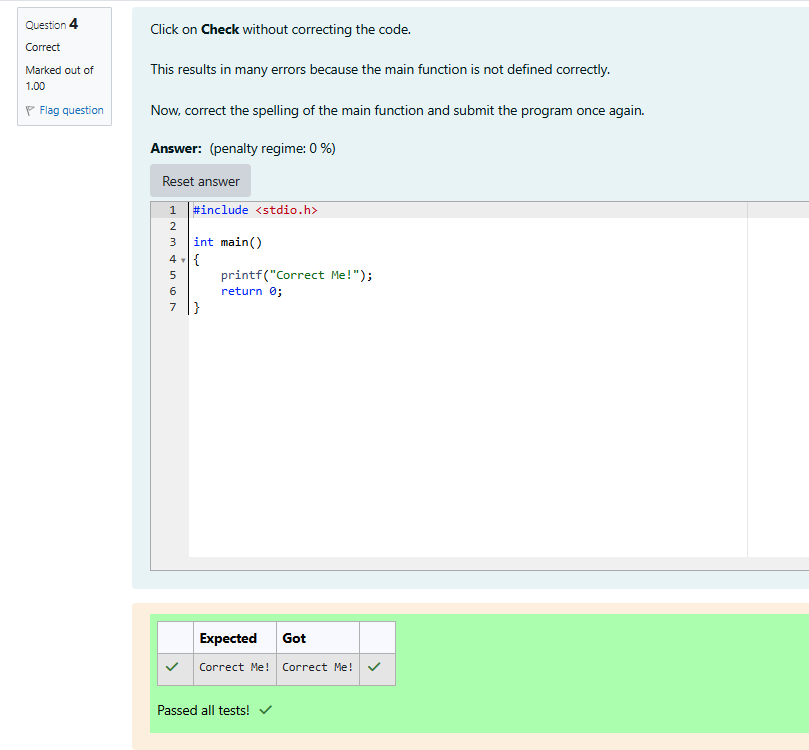 Question 4
Correct
Marked out of
1.00
Flag question
Click on Check without correcting the code.
This results in many errors because the main function is not defined correctly.
Now, correct the spelling of the main function and submit the program once again.
Answer: (penalty regime: 0 %)
Reset answer
1 #include <stdio.h>
2
3 int main()
4 {
5     printf("Correct Me!");
6     return 0;
7 }
Expected Got
Correct Me! Correct Me!
Passed all tests!